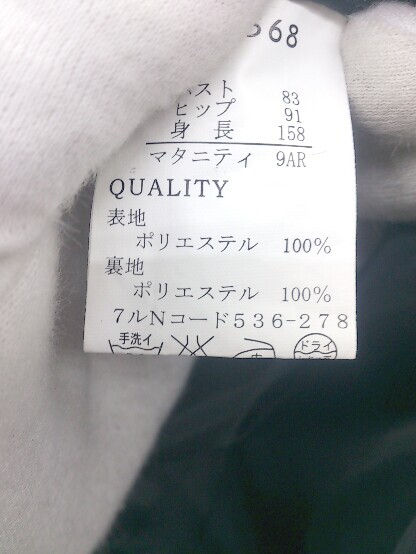 568
バスト 83
ヒップ 91
身長 158
マタニティ 9AR
QUALITY
表地
ポリエステル 100%
裏地
ポリエステル 100%
7ルNコード536-278
手洗イ
中
ドライ